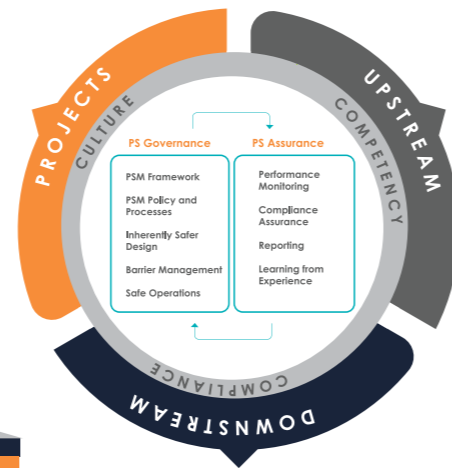 PROJECTS
UPSTREAM
CULTURE
COMPETENCY
PS Governance
PS Assurance
PSM Framework
PSM Policy and
Processes
Inherently Safer
Design
Barrier Management
Safe Operations
Performance
Monitoring
Compliance
Assurance
Reporting
Learning from
Experience
COMPLIANCE
DOWNSTREAM